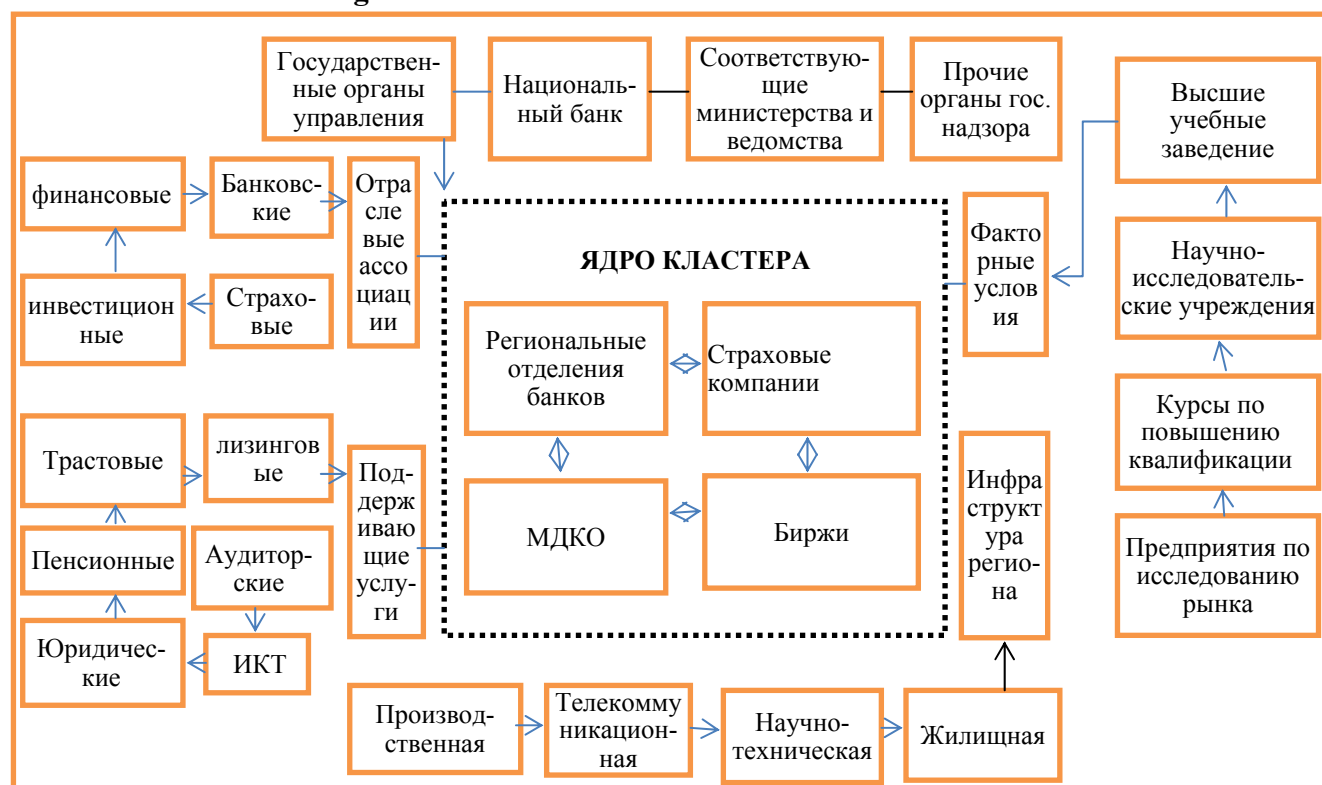 g
Государствен-
ные органы
управления
Националь-
ный банк
Соответствую-
щие
министерства и
ведомства
Прочие
органы гос.
надзора
Высшие
учебные
заведение
финансовые
Банковс-
кие
Отра
сле
вые
ассо
циац
ии
инвестицион
ные
Страхо-
вые
ЯДРО КЛАСТЕРА
Региональные
отделения
банков
Страховые
компании
МДКО
Биржи
Факто
рные
услов
ия
Научно-
исследователь-
ские учреждения
Курсы по
повышению
квалификации
Предприятия по
исследованию
рынка
Трастовые
лизингов
ые
Под-
держ
иваю
щие
услу-
ги
Пенсионные
Аудитор-
ские
Юридичес-
кие
ИКТ
Инфра
структ
ура
регио-
на
Производ-
ственная
Телекомму
никацион-
ная
Научно-
техническая
Жилищная